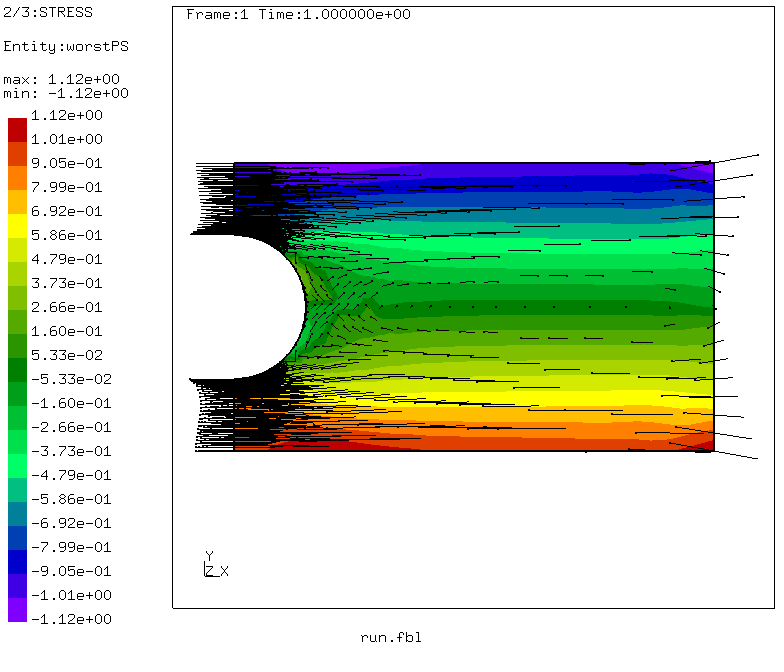 2/3:STRESS
Entity:worstPS
max: 1.12e+00
min: -1.12e+00
1.12e+00
1.01e+00
9.05e-01
7.99e-01
6.92e-01
5.86e-01
4.79e-01
3.73e-01
2.66e-01
1.60e-01
5.33e-02
-5.33e-02
-1.60e-01
-2.66e-01
-3.73e-01
-4.79e-01
-5.86e-01
-6.92e-01
-7.99e-01
-9.05e-01
-1.01e+00
-1.12e+00
Frame:1 Time:1.000000e+00
Y
Z X
run.fbl